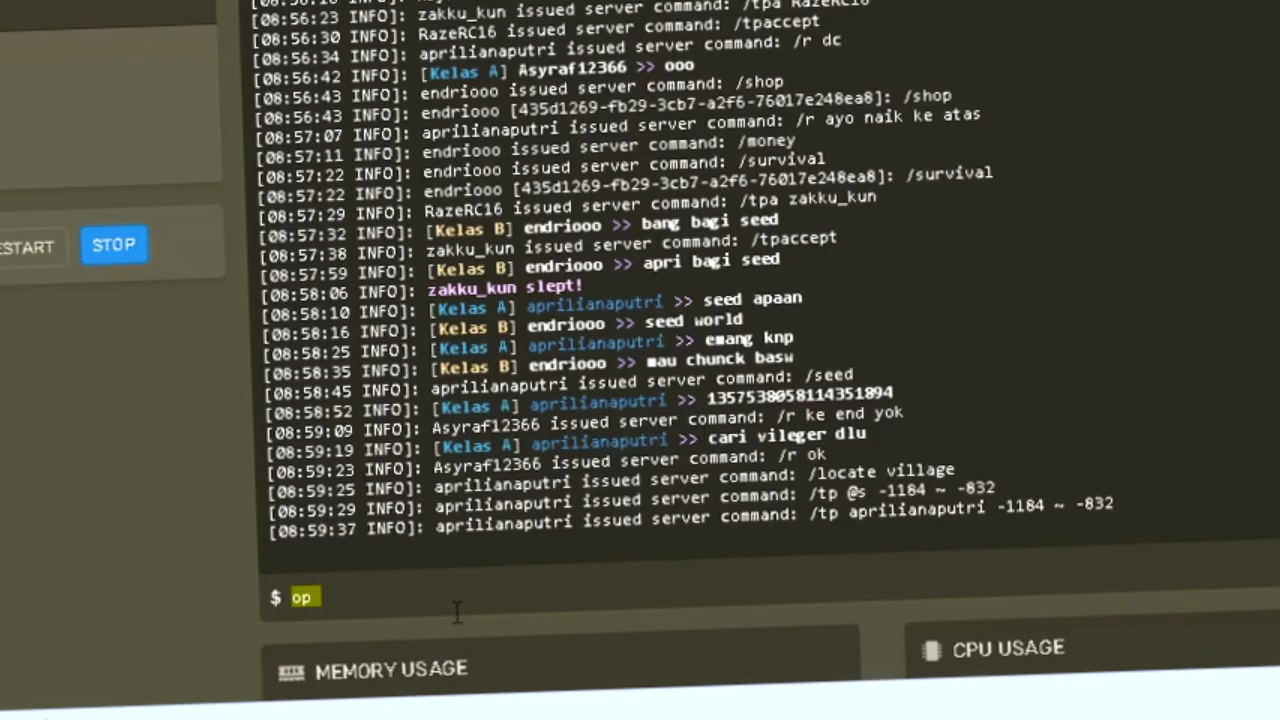 zakku_kun issued server command: /tpa RazeRC16
[08:56:23 INFO]: RazeRC16 issued server command: /tpaccept
[08:56:30 INFO]: aprilianaputri issued server command: /r dc
[08:56:34 INFO]: [Kelas A] Asyraf12366 >> ooo
[08:56:42 INFO]: endriooo issued server command: /shop
[08:56:43 INFO]: endriooo [435d1269-fb29-3cb7-a2f6-76017e248ea8]: /shop
[08:56:43 INFO]: aprilianaputri issued server command: /r ayo naik ke atas
[08:57:07 INFO]: endriooo issued server command: /money
[08:57:11 INFO]: endriooo issued server command: /survival
[08:57:22 INFO]: endriooo [435d1269-fb29-3cb7-a2f6-76017e248ea8]: /survival
[08:57:22 INFO]: RazeRC16 issued server command: /tpa zakku_kun
[08:57:29 INFO]: [Kelas B] endriooo >> bang bagi seed
[08:57:32 INFO]: zakku_kun issued server command: /tpaccept
[08:57:38 INFO]: [Kelas B] endriooo >> apri bagi seed
[08:57:59 INFO]: zakku_kun slept!
[08:58:06 INFO]: [Kelas A] aprilianaputri >> seed apaan
[08:58:10 INFO]: [Kelas B] endriooo >> seed world
[08:58:16 INFO]: [Kelas A] aprilianaputri >> emang knp
[08:58:25 INFO]: [Kelas B] endriooo >> mau chunck basw
[08:58:35 INFO]: aprilianaputri issued server command: /seed
[08:58:45 INFO]: [Kelas A] aprilianaputri >> 1357538058114351894
[08:58:52 INFO]: Asyraf12366 issued server command: /r ke end yok
[08:59:09 INFO]: [Kelas A] aprilianaputri >> cari vileger dlu
[08:59:19 INFO]: Asyraf12366 issued server command: /r ok
[08:59:23 INFO]: aprilianaputri issued server command: /locate village
[08:59:25 INFO]: aprilianaputri issued server command: /tp @s -1184 ~ -832
[08:59:29 INFO]: aprilianaputri issued server command: /tp aprilianaputri -1184 ~ -832
[08:59:37 INFO]:
ESTART
STOP
$ op
MEMORY USAGE
CPU USAGE